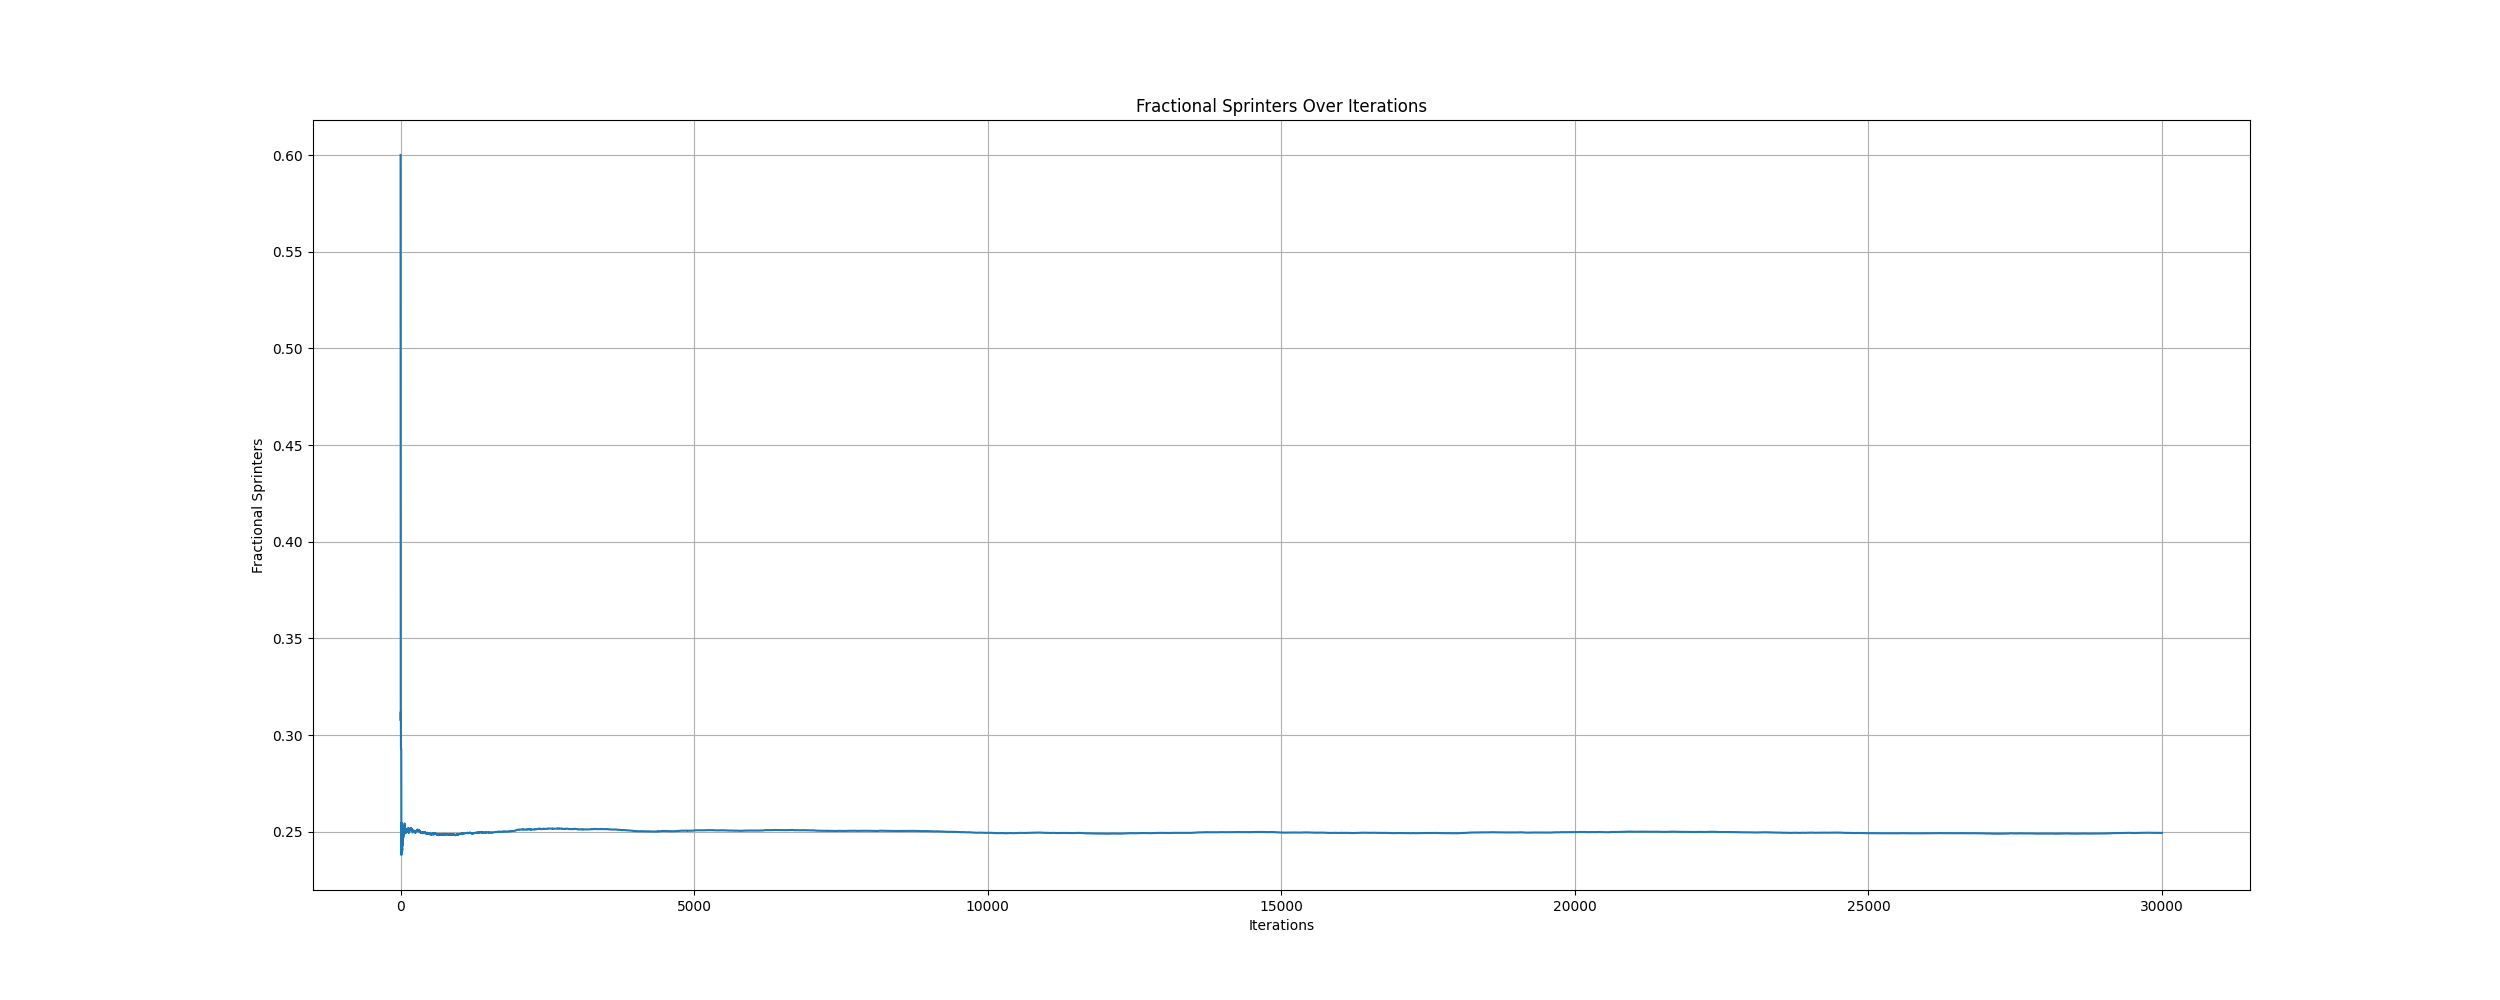 Fractional Sprinters Over Iterations
0.60
0.55
0.50
0.45
0.40
0.35
0.30
0.25
Fractional Sprinters
0 5000 10000 15000 20000 25000 30000
Iterations